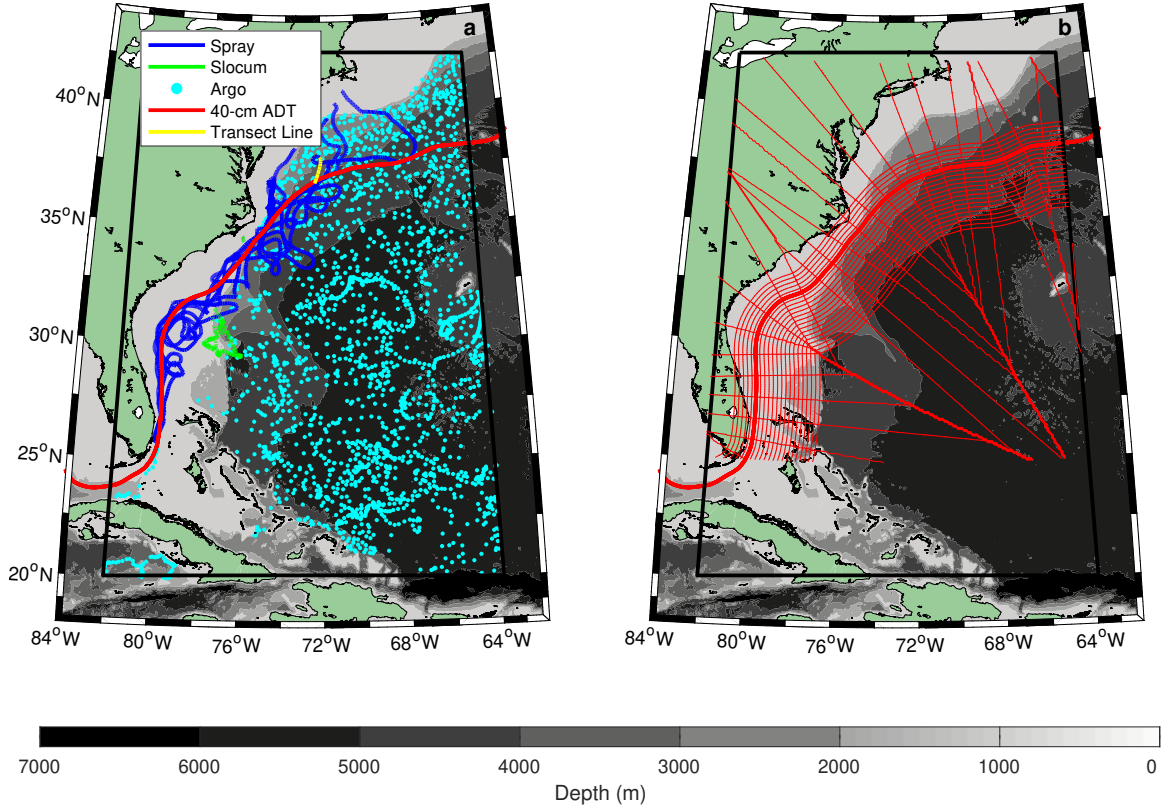 a
b
Spray
Slocum
Argo
40-cm ADT
Transect Line
40°N
35°N
30°N
25°N
20°N
84°W 80°W 76°W 72°W 68°W 64°W
84°W 80°W 76°W 72°W 68°W 64°W
7000 6000 5000 4000 3000 2000 1000 0
Depth (m)